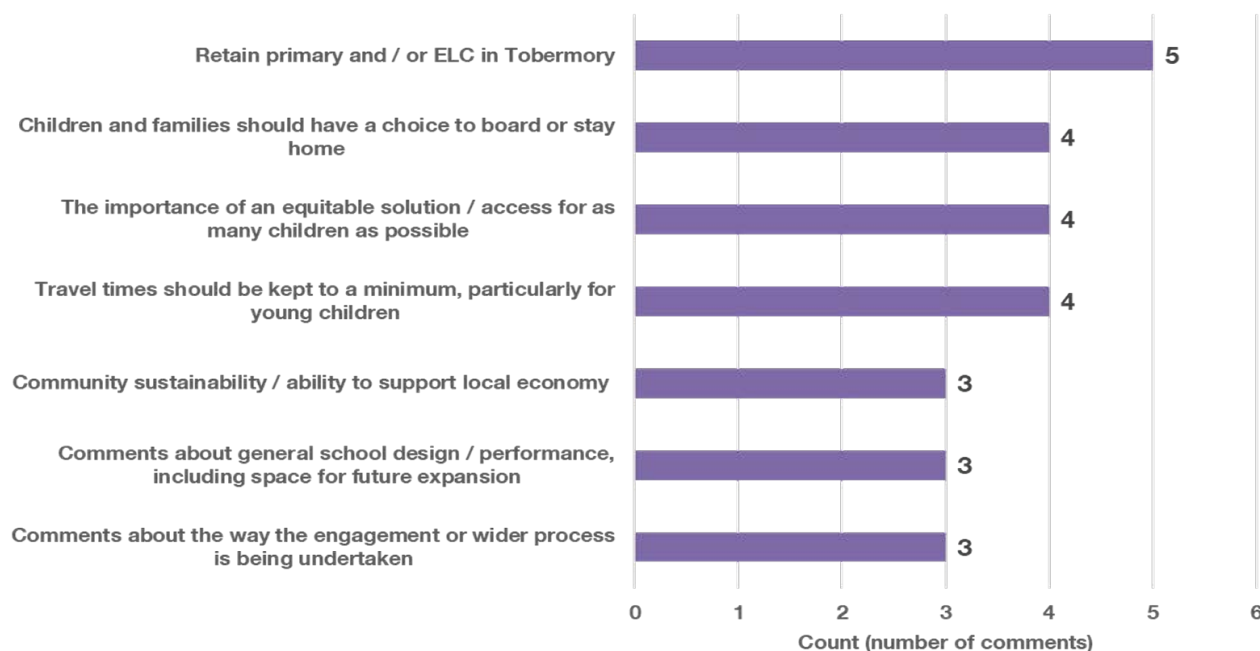 Retain primary and / or ELC in Tobermory
5
Children and families should have a choice to board or stay
home
4
The importance of an equitable solution / access for as
many children as possible
4
Travel times should be kept to a minimum, particularly for
young children
4
Community sustainability / ability to support local economy
3
Comments about general school design / performance,
including space for future expansion
3
Comments about the way the engagement or wider process
is being undertaken
3
0 1 2 3 4 5 6
Count (number of comments)